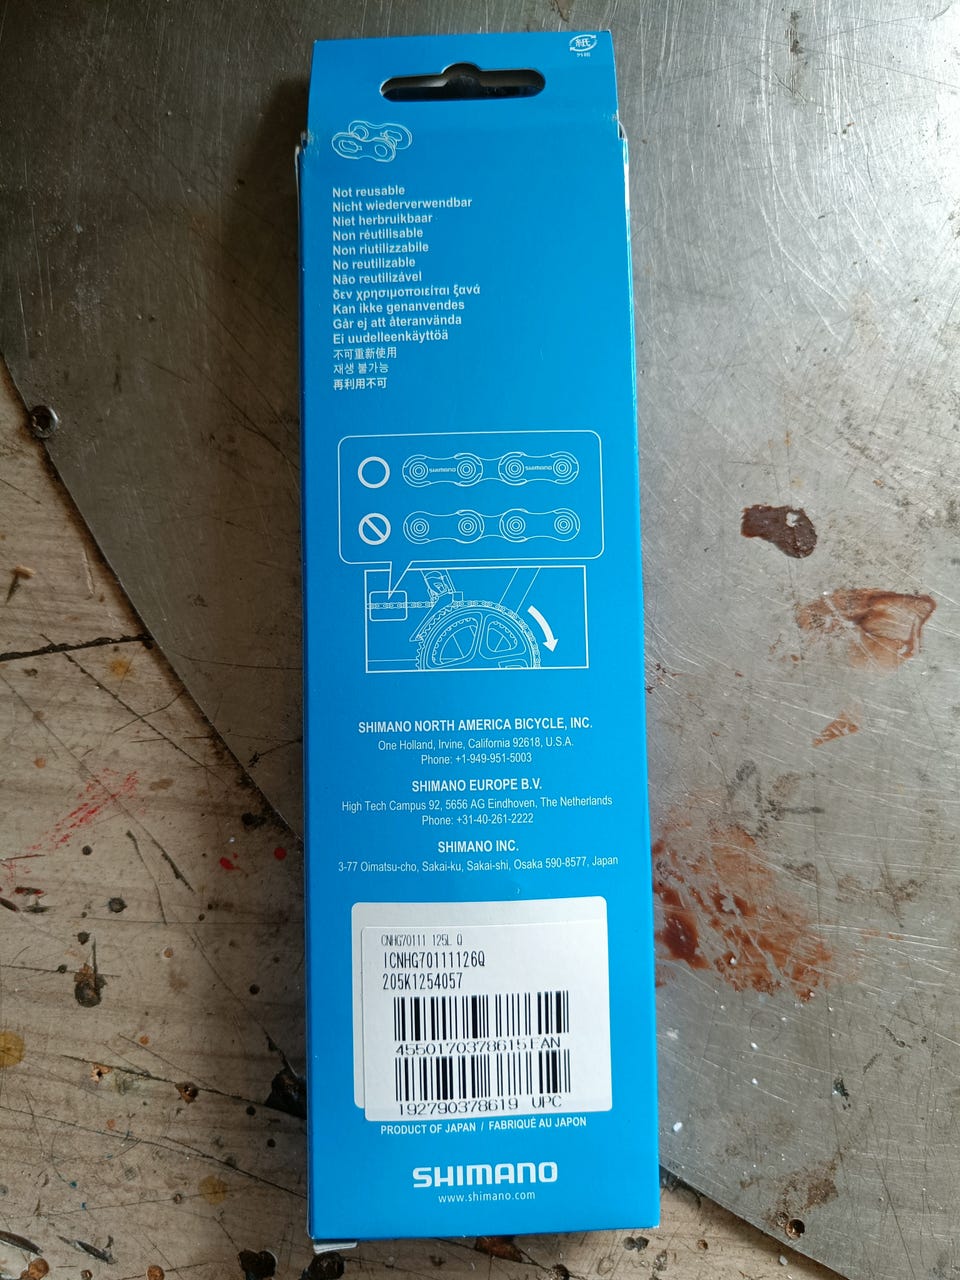 紙
外箱
Not reusable
Nicht wiederverwendbar
Niet herbruikbaar
Non réutilisable
Non riutilizzabile
No reutilizable
Não reutilizável
δεν χρησιμοποιείται ξανά
Kan ikke genanvendes
Går ej att återanvända
Ei uudelleenkäyttöä
不可重新使用
재생 불가능
再利用不可
SHIMANO SHIMANO
SHIMANO NORTH AMERICA BICYCLE, INC.
One Holland, Irvine, California 92618, U.S.A.
Phone: +1-949-951-5003
SHIMANO EUROPE B.V.
High Tech Campus 92, 5656 AG Eindhoven, The Netherlands
Phone: +31-40-261-2222
SHIMANO INC.
3-77 Oimatsu-cho, Sakai-ku, Sakai-shi, Osaka 590-8577, Japan
CNHG70111 125L Q
ICNHG70111126Q
205K1254057
4550170378615 EAN
192790378619 UPC
PRODUCT OF JAPAN / FABRIQUÉ AU JAPON
SHIMANO
www.shimano.com